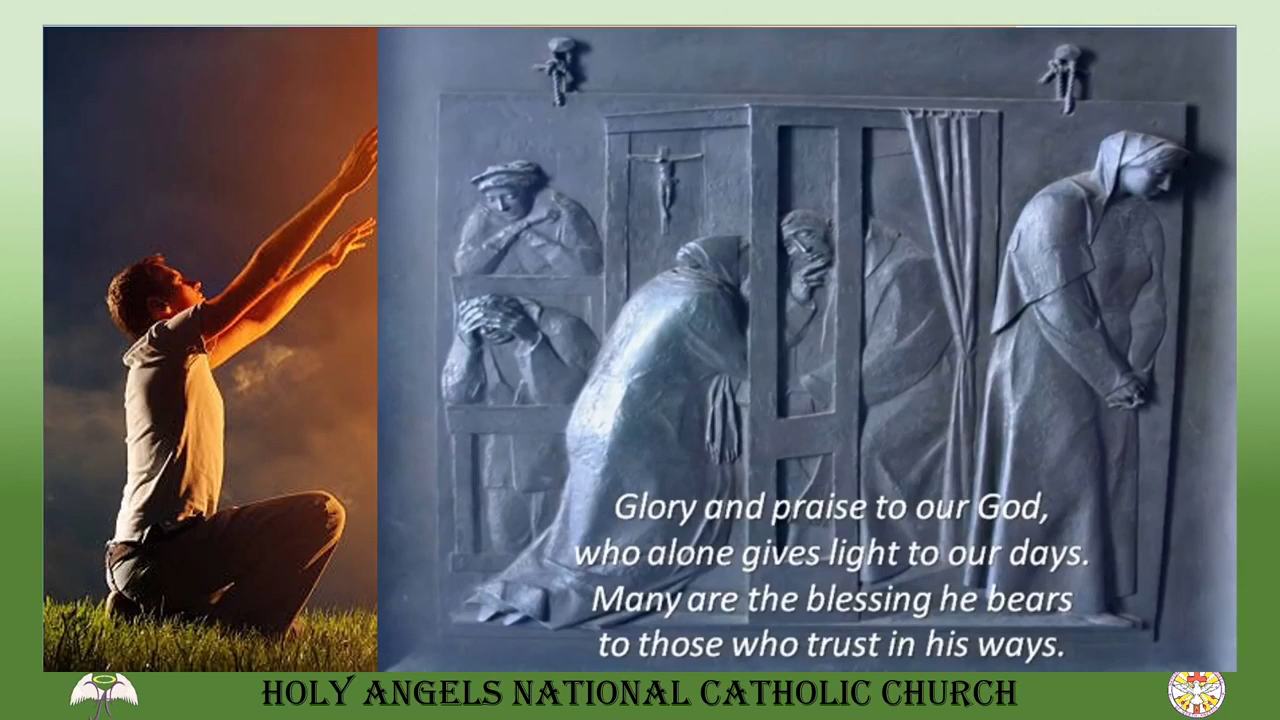 Glory and praise to our God,
who alone gives light to our days.
Many are the blessing he bears
to those who trust in his ways.
HOLY ANGELS NATIONAL CATHOLIC CHURCH